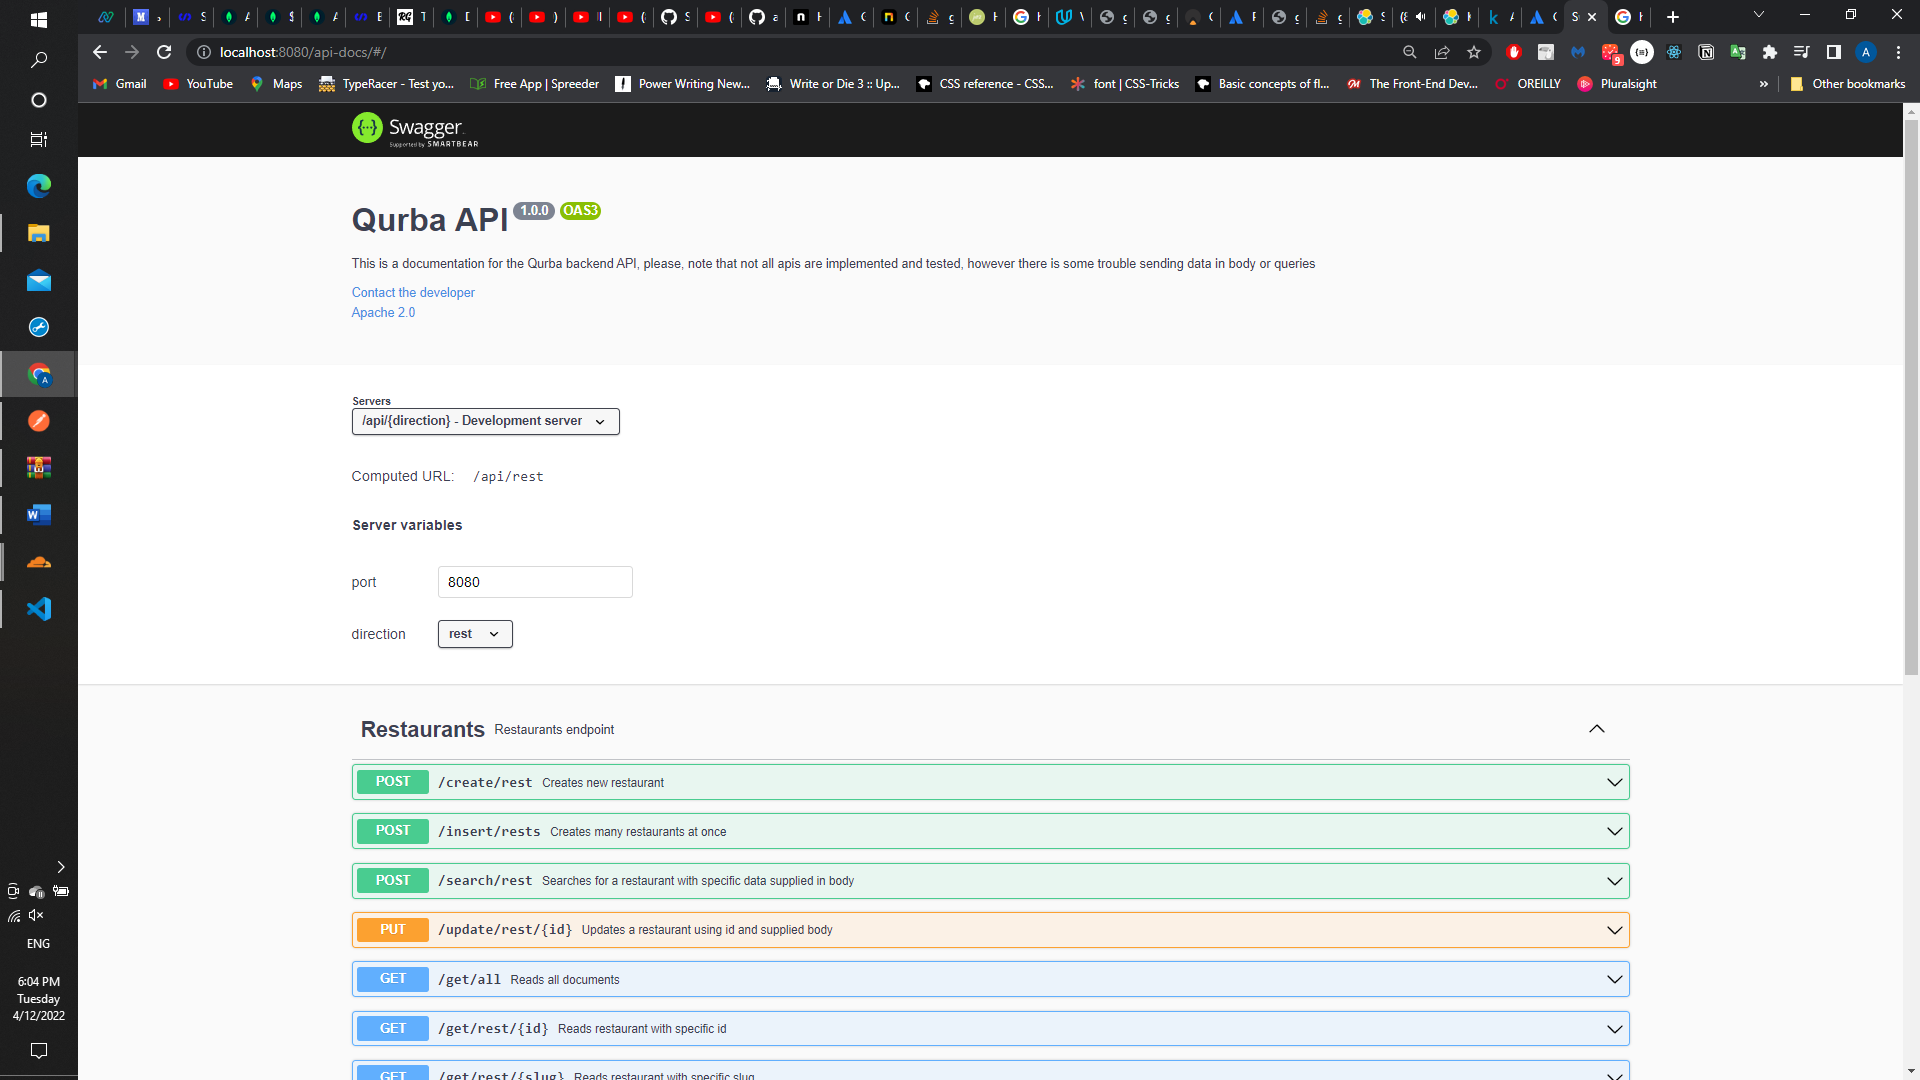 localhost:8080/api-docs/#/
9
A
Gmail
YouTube
Maps
TypeRacer - Test yo...
Free App | Spreeder
Power Writing New...
Write or Die 3 :: Up...
CSS reference - CSS...
font | CSS-Tricks
Basic concepts of fl...
The Front-End Dev...
OREILLY
Pluralsight
»
Other bookmarks
Swagger
Supported by SMARTBEAR
Qurba API 1.0.0 OAS3
This is a documentation for the Qurba backend API, please, note that not all apis are implemented and tested, however there is some trouble sending data in body or queries
Contact the developer
Apache 2.0
Servers
/api/{direction} - Development server
Computed URL: /api/rest
Server variables
port 8080
direction rest
Restaurants Restaurants endpoint
POST /create/rest Creates new restaurant
POST /insert/rests Creates many restaurants at once
POST /search/rest Searches for a restaurant with specific data supplied in body
PUT /update/rest/{id} Updates a restaurant using id and supplied body
GET /get/all Reads all documents
GET /get/rest/{id} Reads restaurant with specific id
GET /get/rest/{slug} Reads restaurant with specific slug
ENG
6:04 PM
Tuesday
4/12/2022